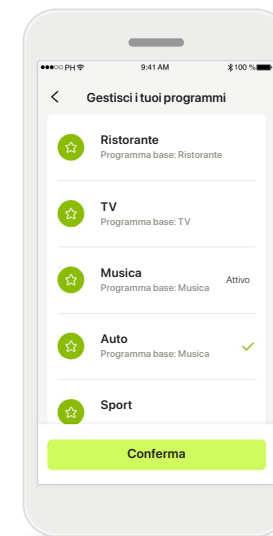 PH 9:41 AM 100 %
Gestisci i tuoi programmi
Ristorante
Programma base: Ristorante
TV
Programma base: TV
Musica
Programma base: Musica
Attivo
Auto
Programma base: Musica
Sport
Conferma